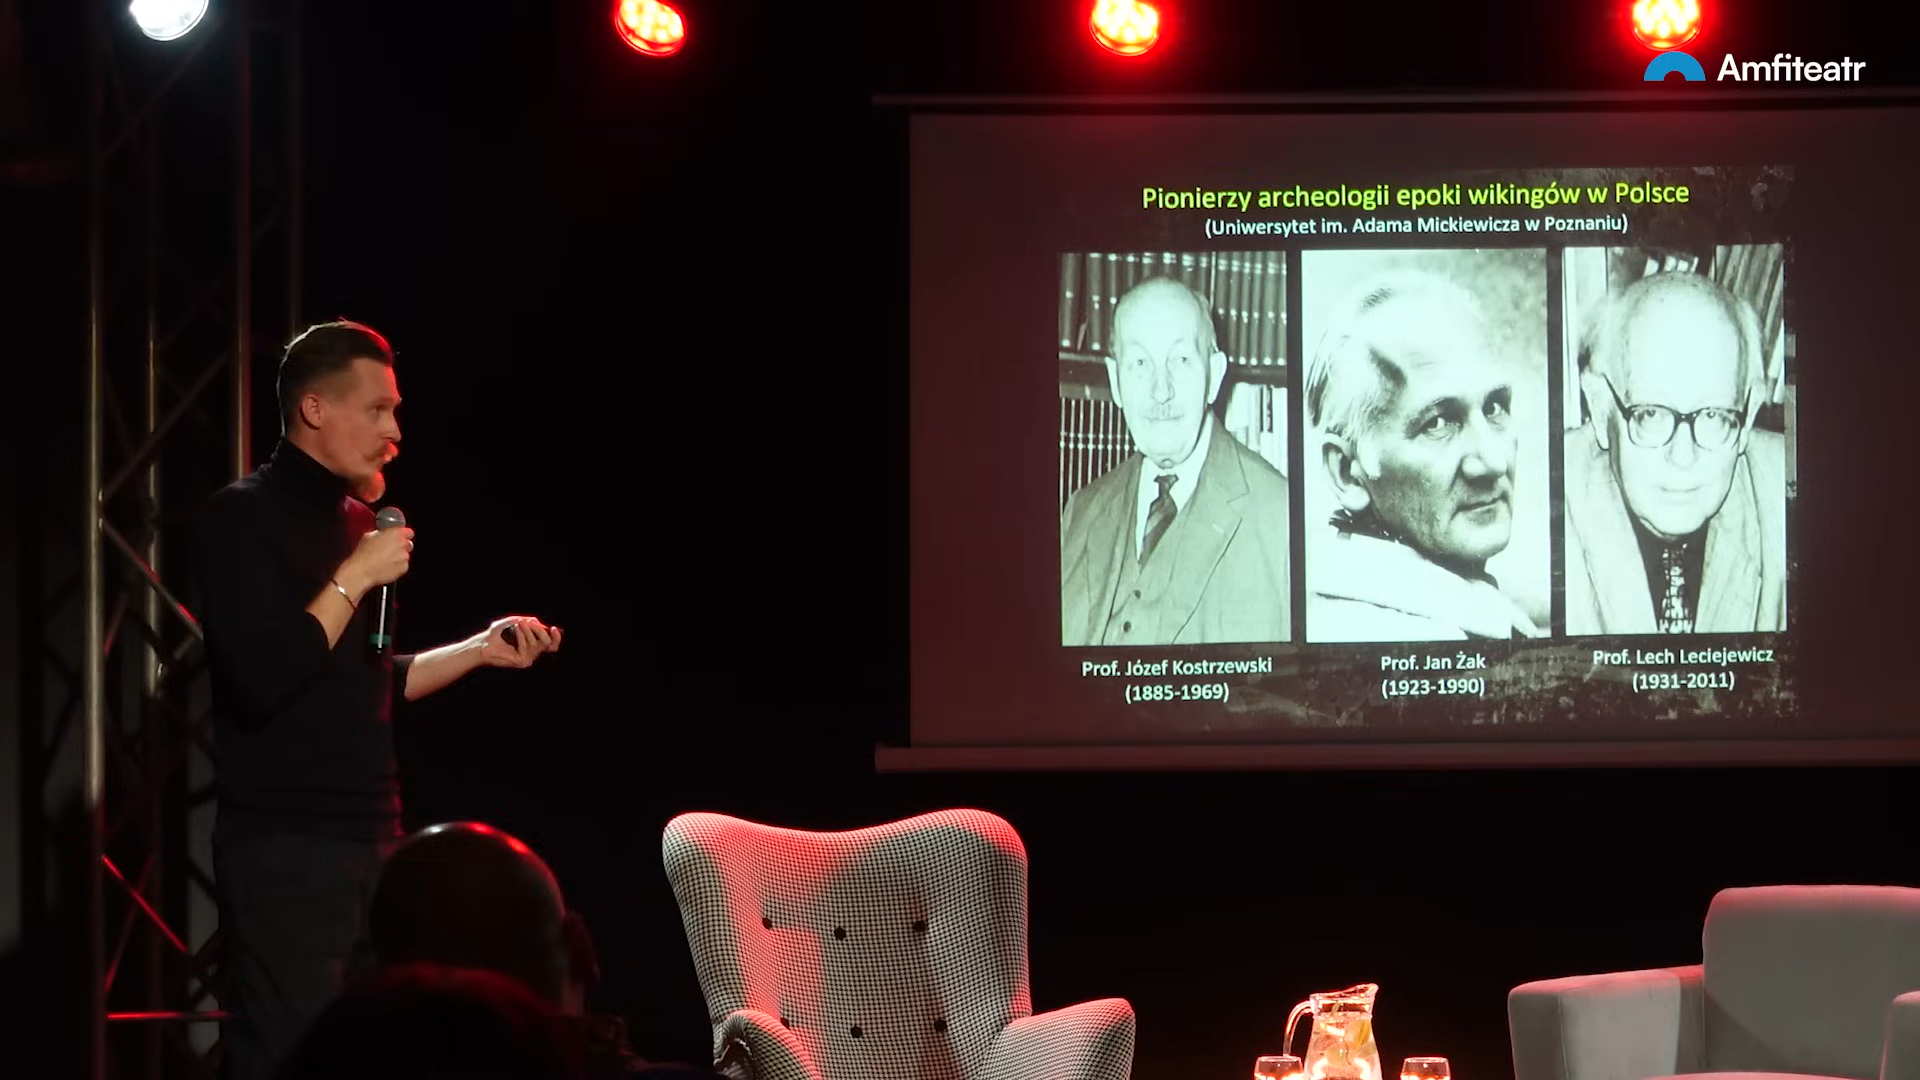 Amfiteatr
Pionierzy archeologii epoki wikingów w Polsce
(Uniwersytet im. Adama Mickiewicza w Poznaniu)
Prof. Józef Kostrzewski
(1885-1969)
Prof. Jan Żak
(1923-1990)
Prof. Lech Leciejewicz
(1931-2011)